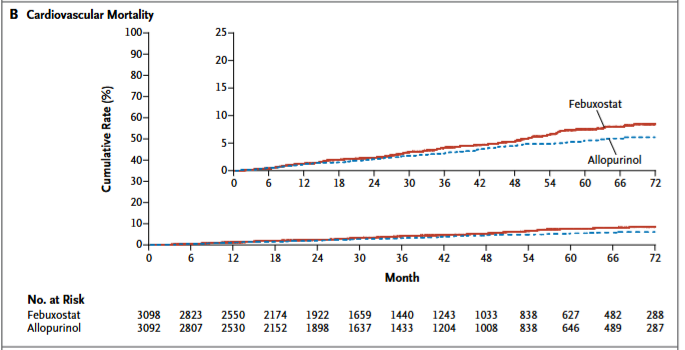 B Cardiovascular Mortality
100
90
80
70
60
50
40
30
20
10
0
Cumulative Rate (%)
25
20
15
10
5
0
Febuxostat
Allopurinol
0 6 12 18 24 30 36 42 48 54 60 66 72
0 6 12 18 24 30 36 42 48 54 60 66 72
Month
No. at Risk
Febuxostat 3098 2823 2550 2174 1922 1659 1440 1243 1033 838 627 482 288
Allopurinol 3092 2807 2530 2152 1898 1637 1433 1204 1008 838 646 489 287